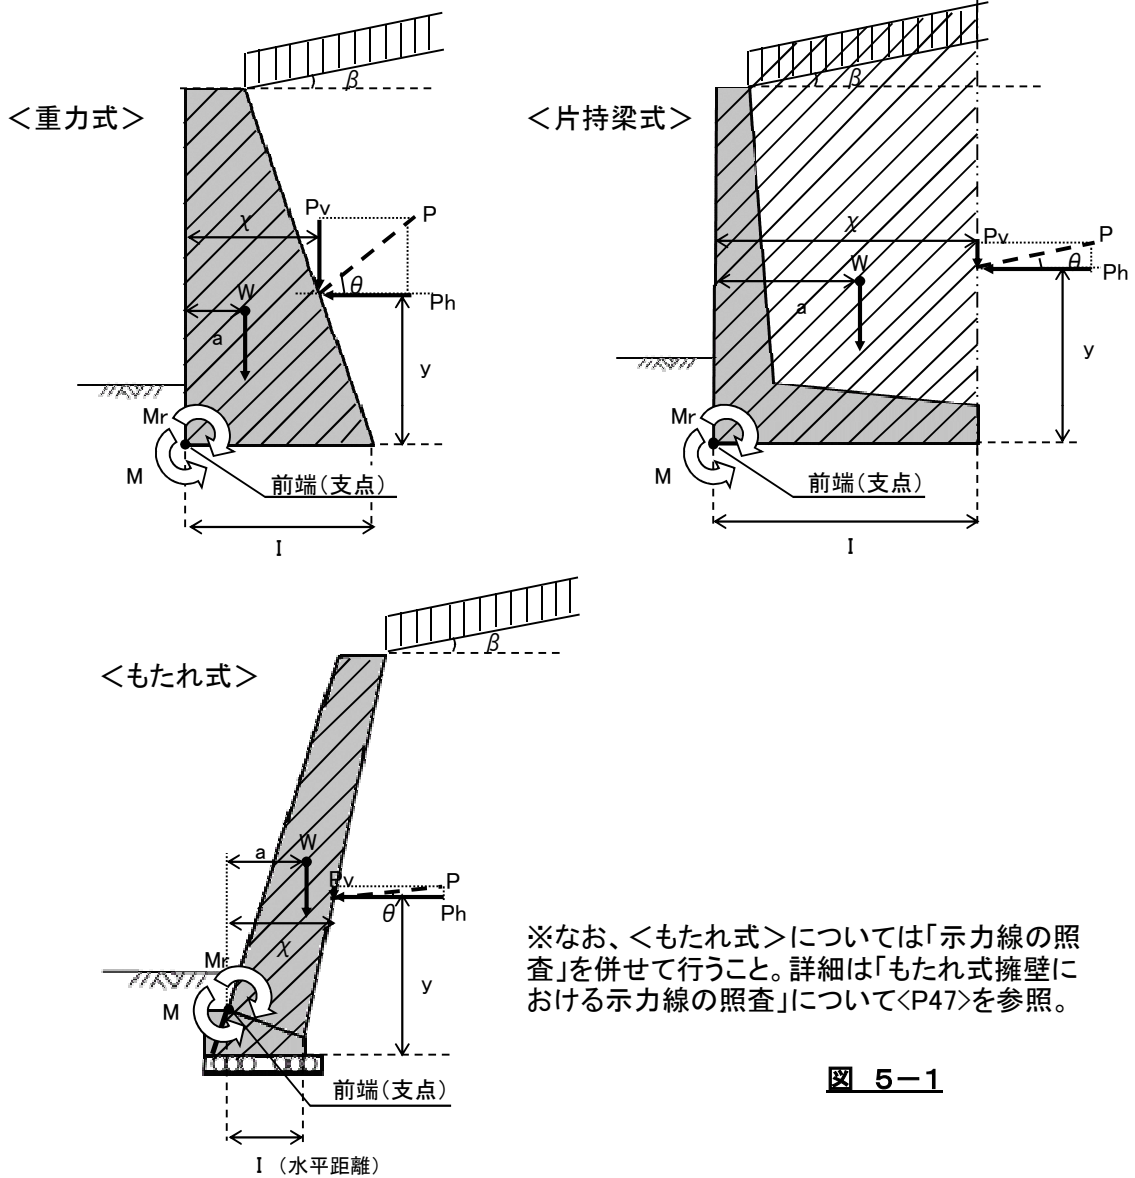 <重力式>
β
Pv
P
χ
θ
W
Ph
a
y
Mr
M
前端(支点)
I
<片持梁式>
β
χ
Pv
P
θ
W
Ph
a
y
Mr
M
前端(支点)
I
<もたれ式>
β
W
a
Pv
P
θ
Ph
χ
Mr
y
M
前端(支点)
I (水平距離)
※なお、<もたれ式>については「示力線の照
査」を併せて行うこと。詳細は「もたれ式擁壁に
おける示力線の照査」について<P47>を参照。
図 5-1